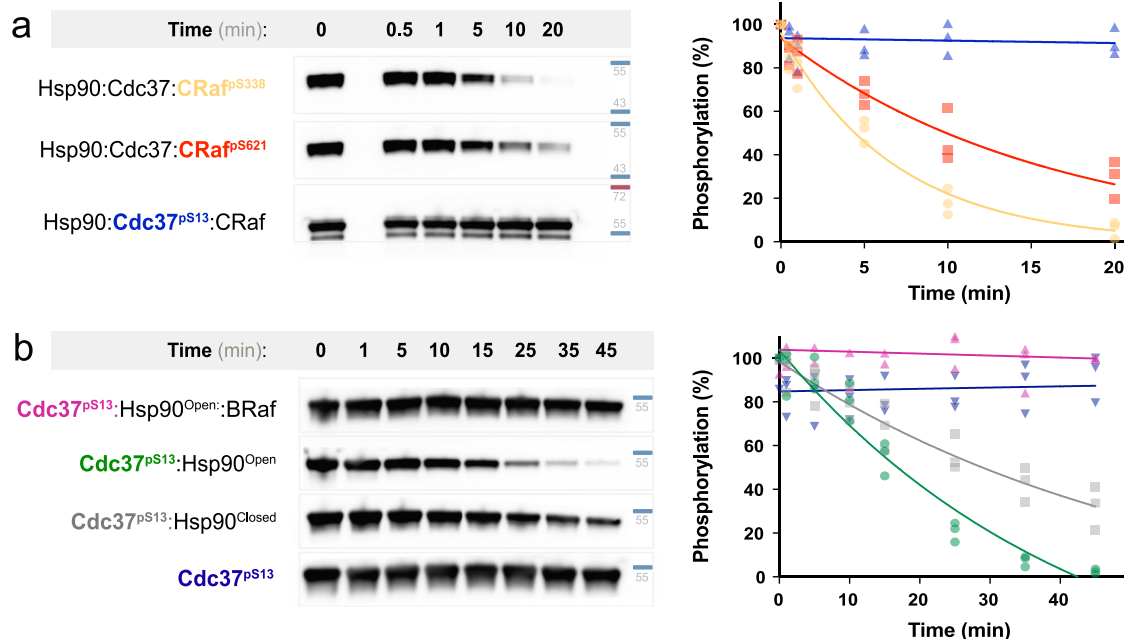 a
Time (min): 0 0.5 1 5 10 20
Hsp90:Cdc37:CRaf^pS338
55
43
Hsp90:Cdc37:CRaf^pS621
55
43
Hsp90:Cdc37^pS13:CRaf
72
55
Phosphorylation (%)
100
80
60
40
20
0
0 5 10 15 20
Time (min)
b
Time (min): 0 1 5 10 15 25 35 45
Cdc37^pS13:Hsp90^Open::BRaf
55
Cdc37^pS13:Hsp90^Open
55
Cdc37^pS13:Hsp90^Closed
55
Cdc37^pS13
55
Phosphorylation (%)
100
80
60
40
20
0
0 10 20 30 40
Time (min)